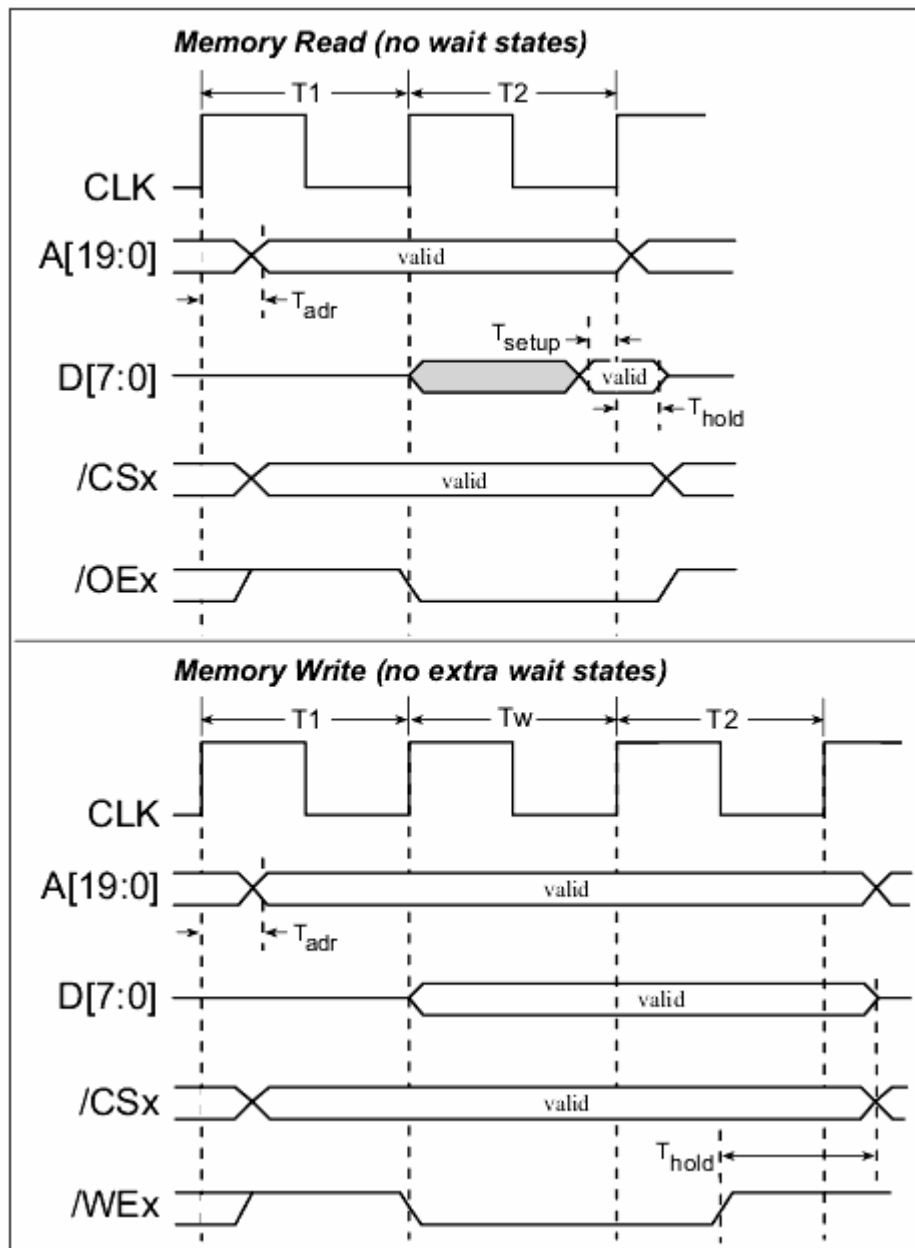 Memory Read (no wait states)
T1 T2
CLK
A[19:0] valid
Tadr
Tsetup
D[7:0] valid
Thold
/CSx valid
/OEx
Memory Write (no extra wait states)
T1 Tw T2
CLK
A[19:0] valid
Tadr
D[7:0] valid
/CSx valid
Thold
/WEx